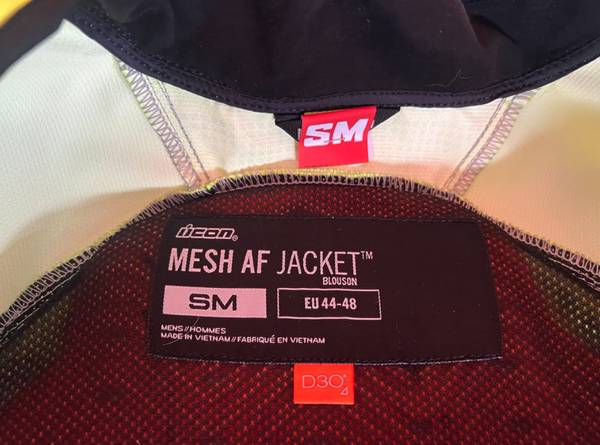 SM
icon®
MESH AF JACKET™
BLOUSON
SM
EU 44-48
MENS//HOMMES
MADE IN VIETNAM//FABRIQUÉ EN VIETNAM
D3O°